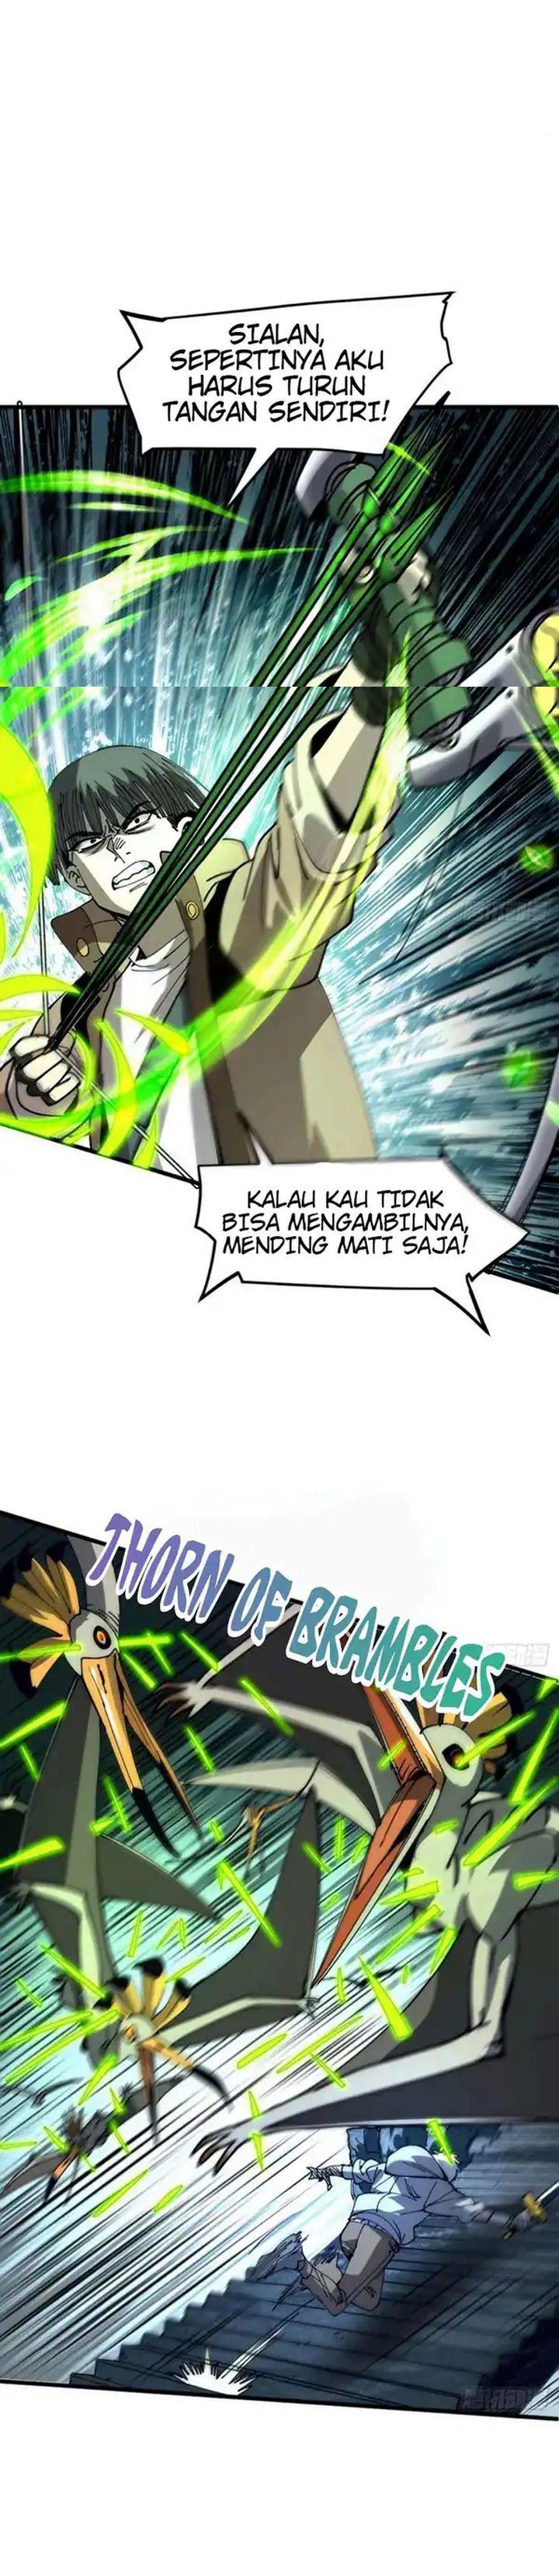 SIALAN,
SEPERTINYA AKU
HARUS TURUN
TANGAN SENDIRI!
KALAU KAU TIDAK
BISA MENGAMBILNYA,
MENDING MATI SAJA!
THORN OF BRAMBLES